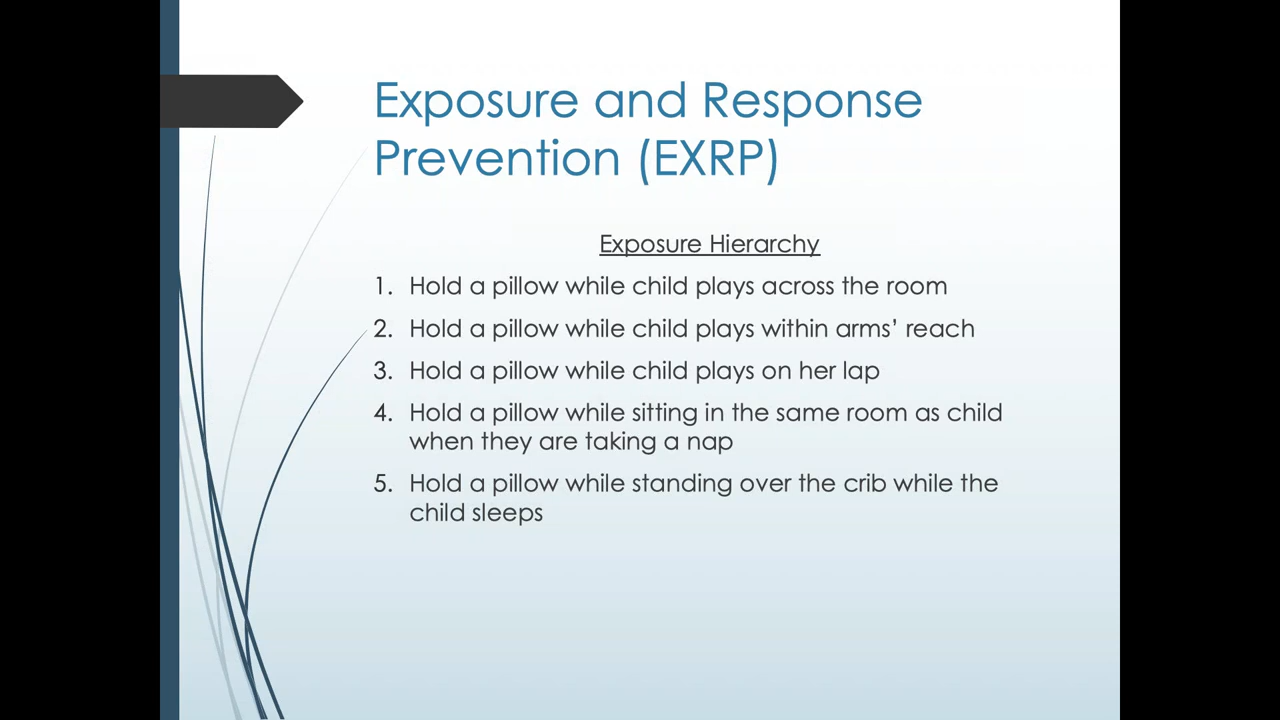 Exposure and Response
Prevention (EXRP)
Exposure Hierarchy
1. Hold a pillow while child plays across the room
2. Hold a pillow while child plays within arms’ reach
3. Hold a pillow while child plays on her lap
4. Hold a pillow while sitting in the same room as child
when they are taking a nap
5. Hold a pillow while standing over the crib while the
child sleeps